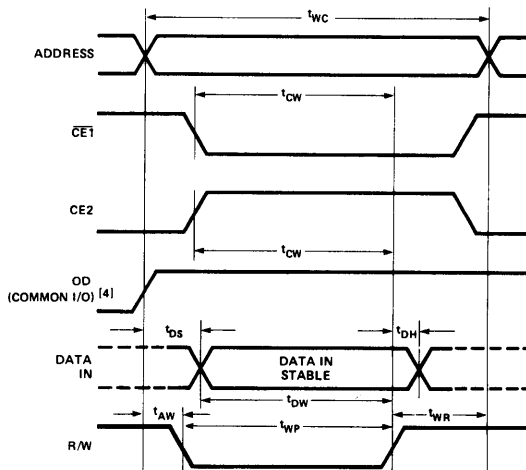 tWC
ADDRESS
tCW
CE1
CE2
tCW
OD
(COMMON I/O) [4]
tDS
tDH
DATA
IN
DATA IN
STABLE
tDW
tAW
tWP
tWR
R/W